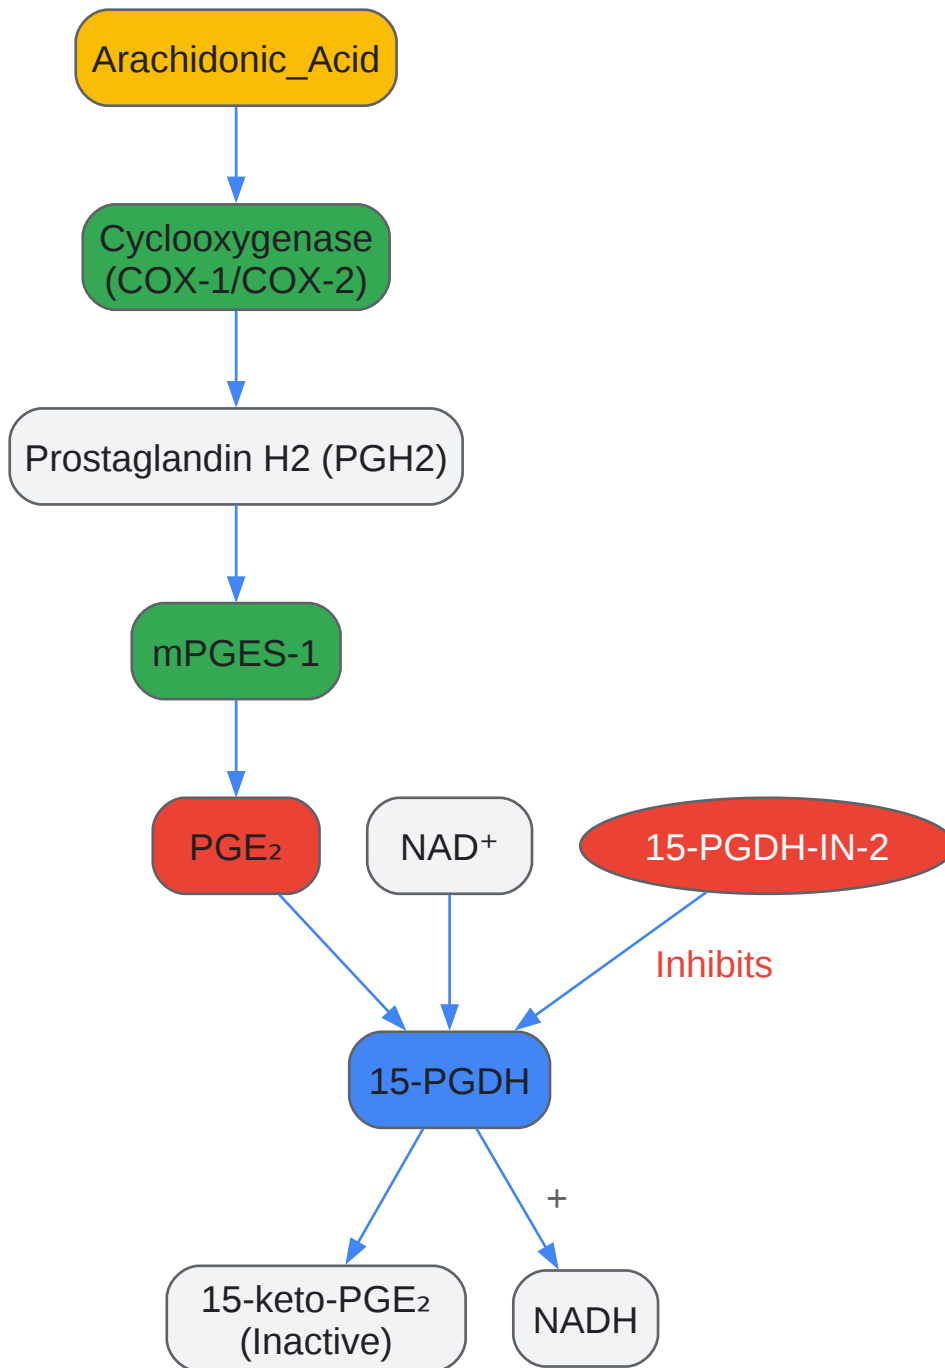 Arachidonic_Acid
Cyclooxygenase
(COX-1/COX-2)
Prostaglandin H2 (PGH2)
mPGES-1
PGE₂
NAD⁺
15-PGDH-IN-2
Inhibits
15-PGDH
+
15-keto-PGE₂
(Inactive)
NADH